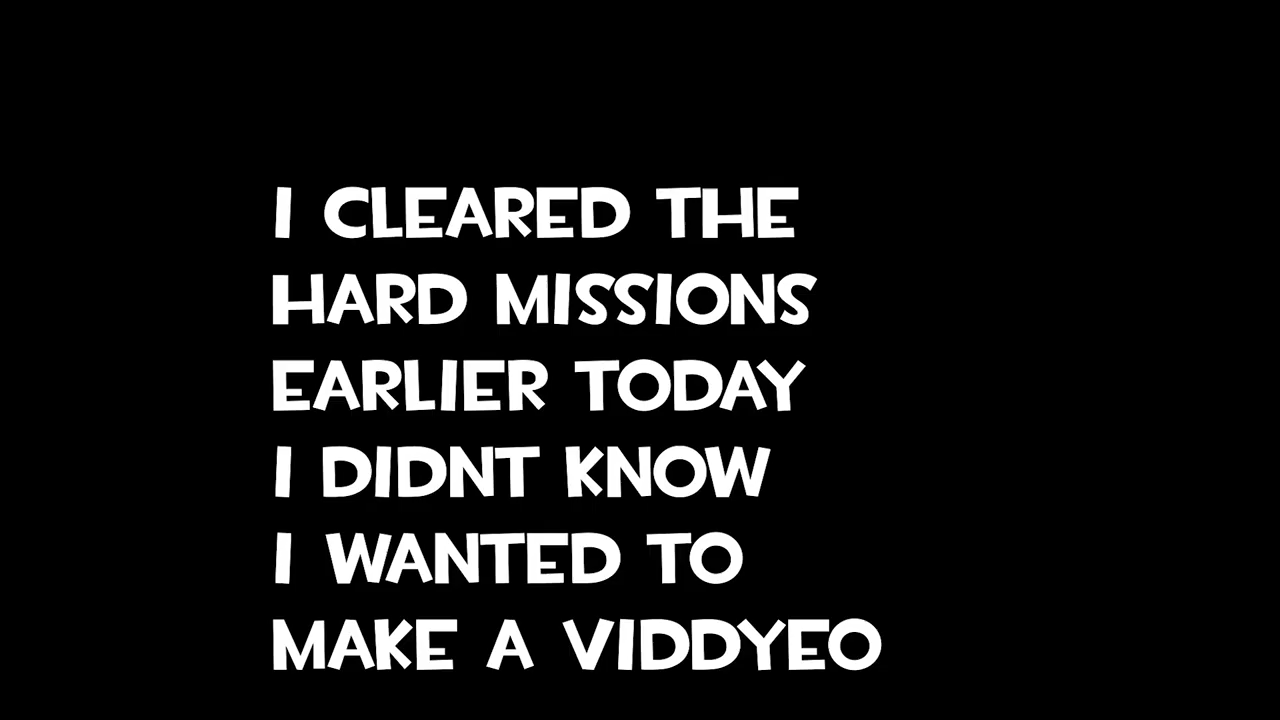 I CLEARED THE
HARD MISSIONS
EARLIER TODAY
I DIDNT KNOW
I WANTED TO
MAKE A VIDDYEO